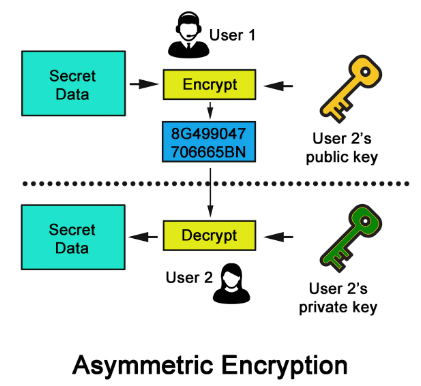 User 1
Secret
Data
Encrypt
8G499047
706665BN
User 2's
public key
Secret
Data
Decrypt
User 2
User 2's
private key
Asymmetric Encryption